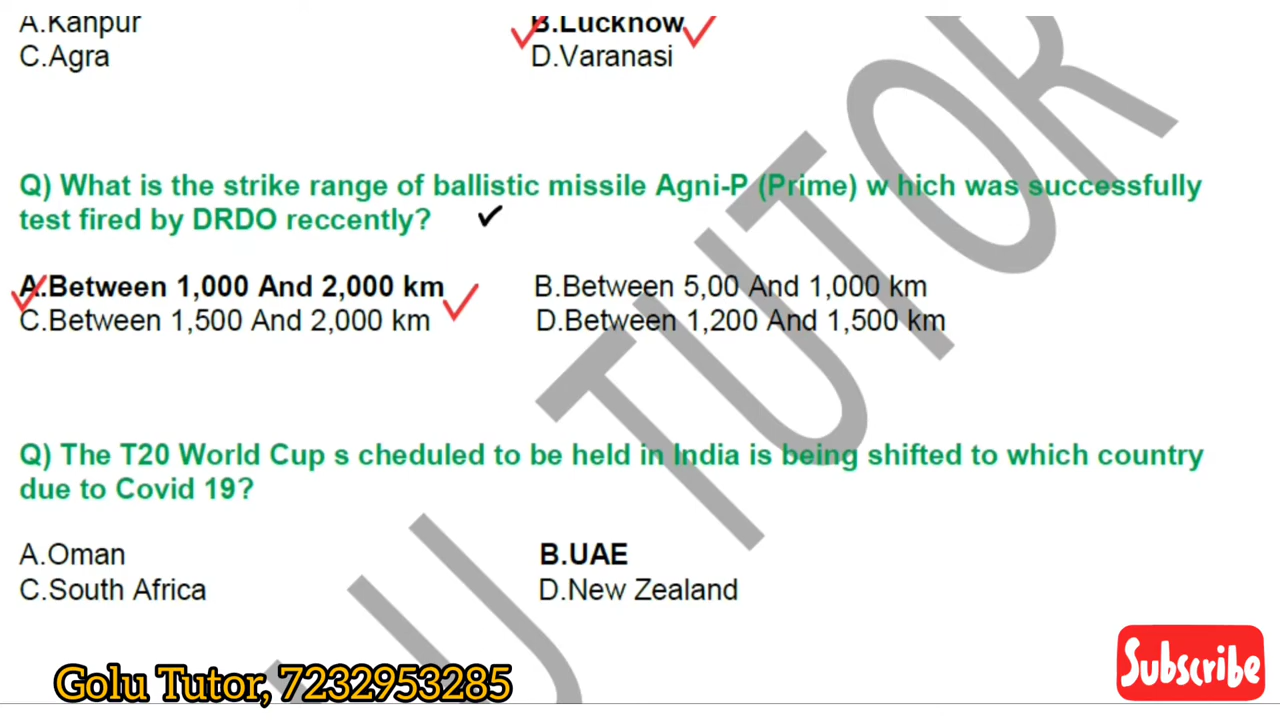 A.Kanpur B.Lucknow
C.Agra D.Varanasi
Q) What is the strike range of ballistic missile Agni-P (Prime) w hich was successfully
test fired by DRDO reccently?
A.Between 1,000 And 2,000 km B.Between 5,00 And 1,000 km
C.Between 1,500 And 2,000 km D.Between 1,200 And 1,500 km
Q) The T20 World Cup s cheduled to be held in India is being shifted to which country
due to Covid 19?
A.Oman B.UAE
C.South Africa D.New Zealand
U TUTOR
Golu Tutor, 7232953285
Subscribe